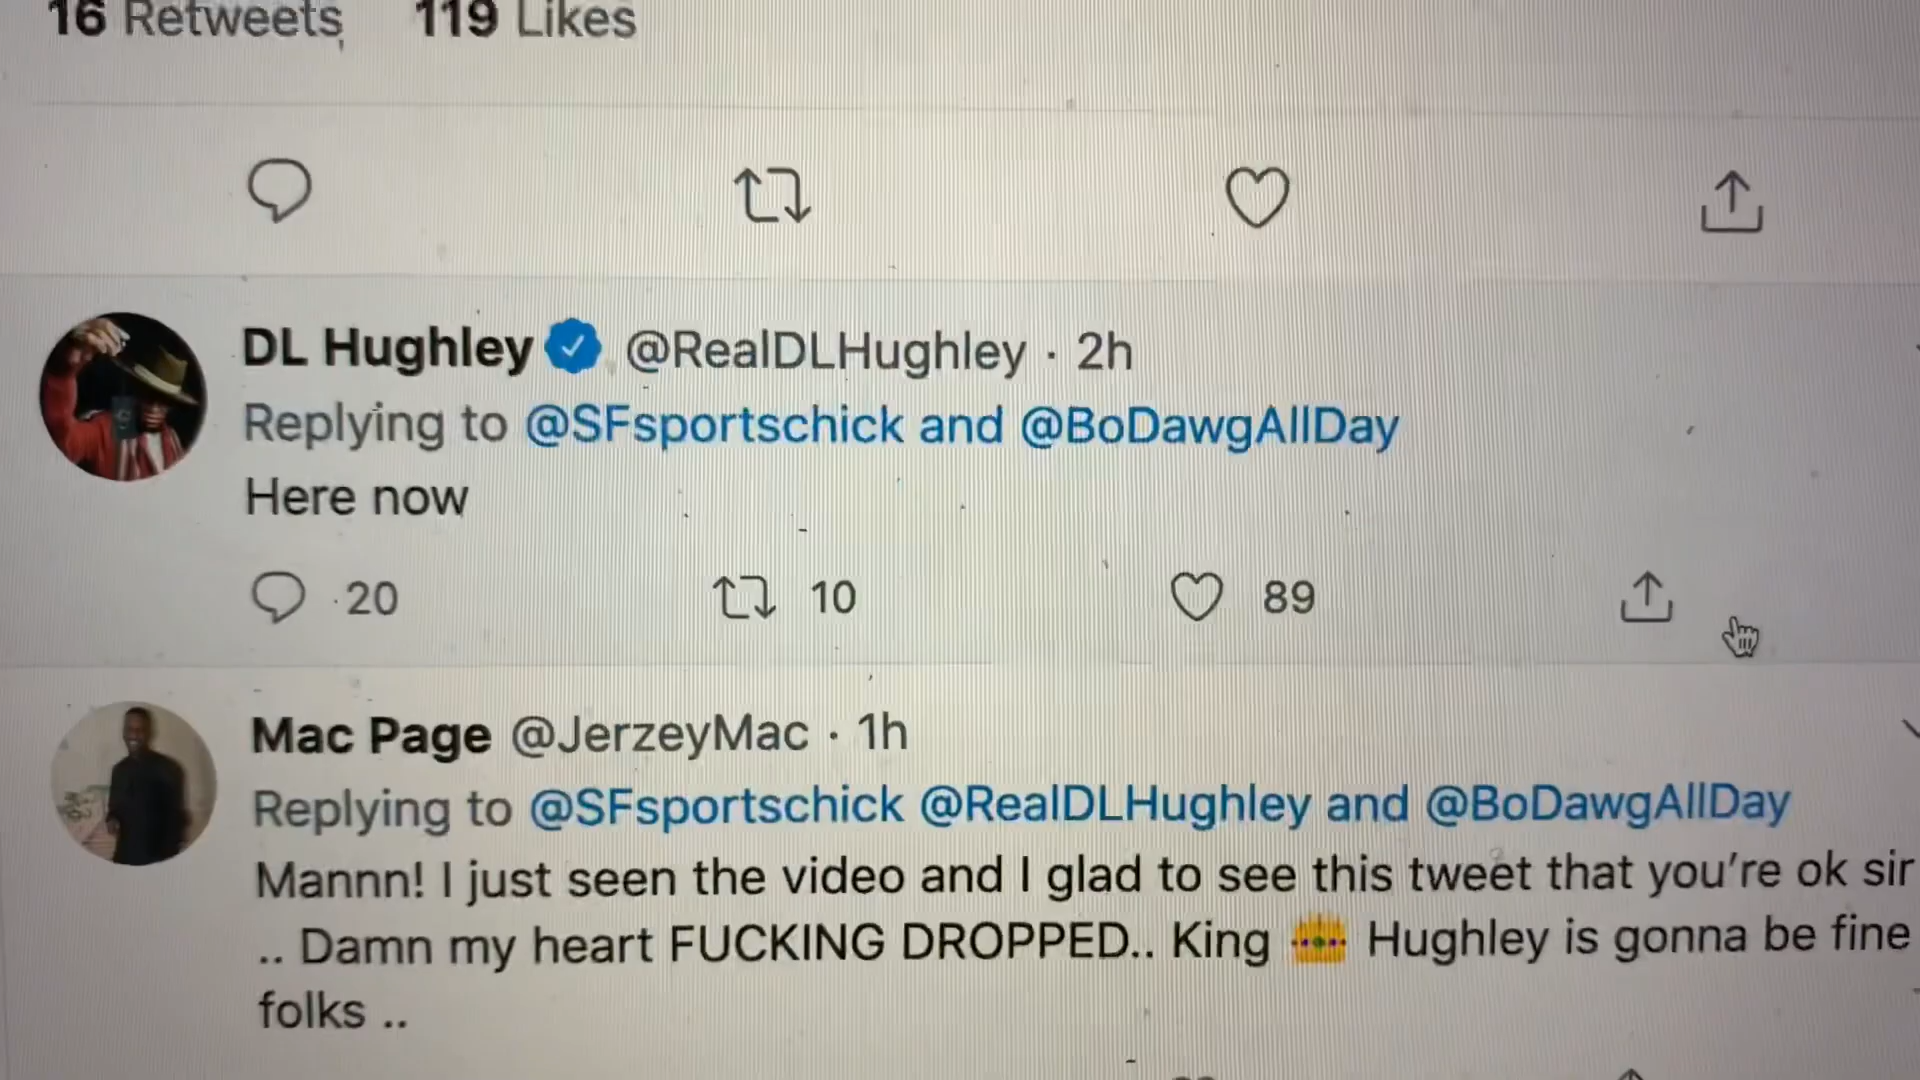 16 Retweets 119 Likes
DL Hughley @RealDLHughley · 2h
Replying to @SFsportschick and @BoDawgAllDay
Here now
20 10 89
Mac Page @JerzeyMac · 1h
Replying to @SFsportschick @RealDLHughley and @BoDawgAllDay
Mannn! I just seen the video and I glad to see this tweet that you're ok sir
.. Damn my heart FUCKING DROPPED.. King 👑 Hughley is gonna be fine
folks ..